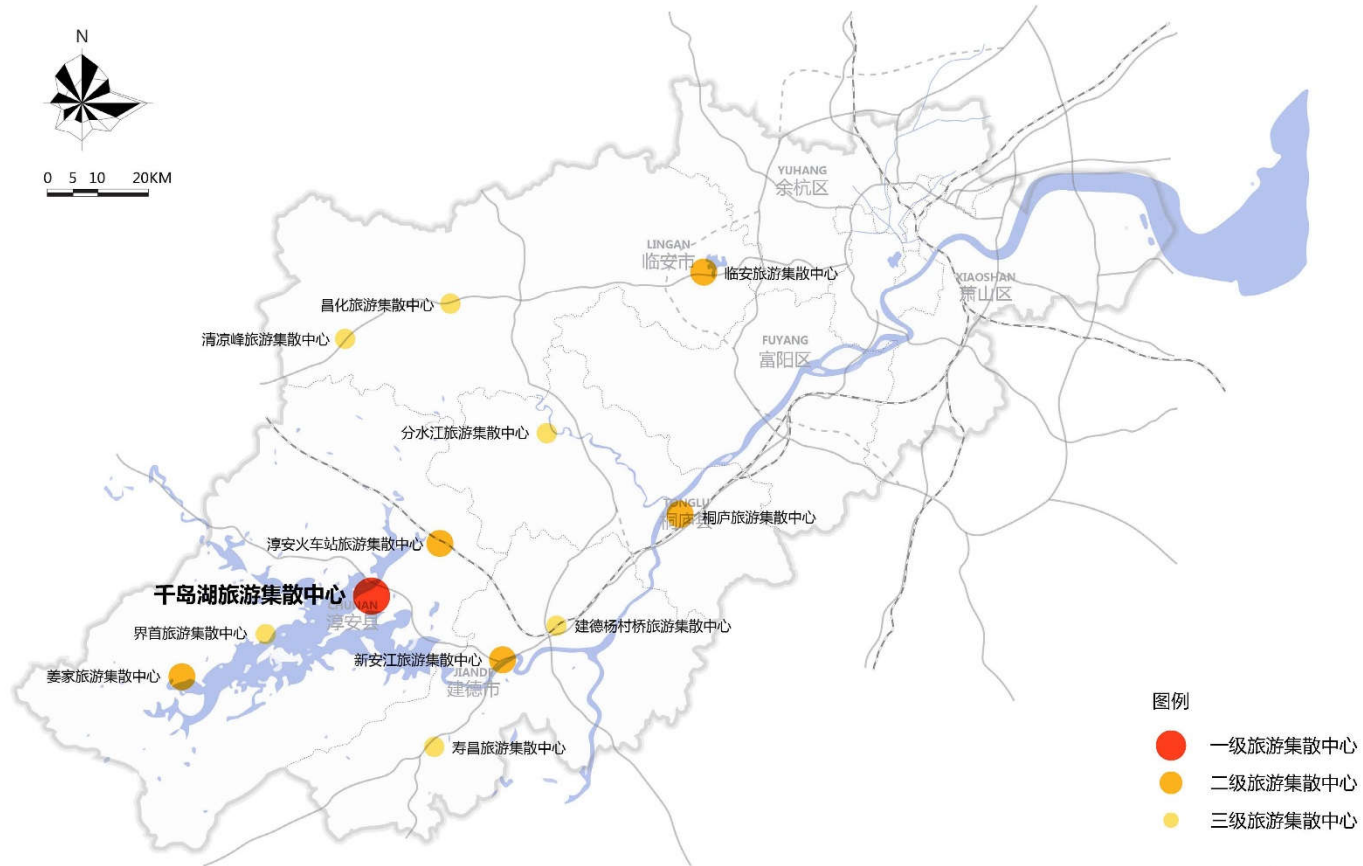 N
0 5 10 20KM
YUHANG
余杭区
LINGAN
临安市
临安旅游集散中心
XIAOSHAN
萧山区
昌化旅游集散中心
清凉峰旅游集散中心
FUYANG
富阳区
分水江旅游集散中心
TONGLU
桐庐县
桐庐旅游集散中心
淳安火车站旅游集散中心
千岛湖旅游集散中心
CHUNAN
淳安县
界首旅游集散中心
建德杨村桥旅游集散中心
新安江旅游集散中心
姜家旅游集散中心
JIANDE
建德市
寿昌旅游集散中心
图例
一级旅游集散中心
二级旅游集散中心
三级旅游集散中心